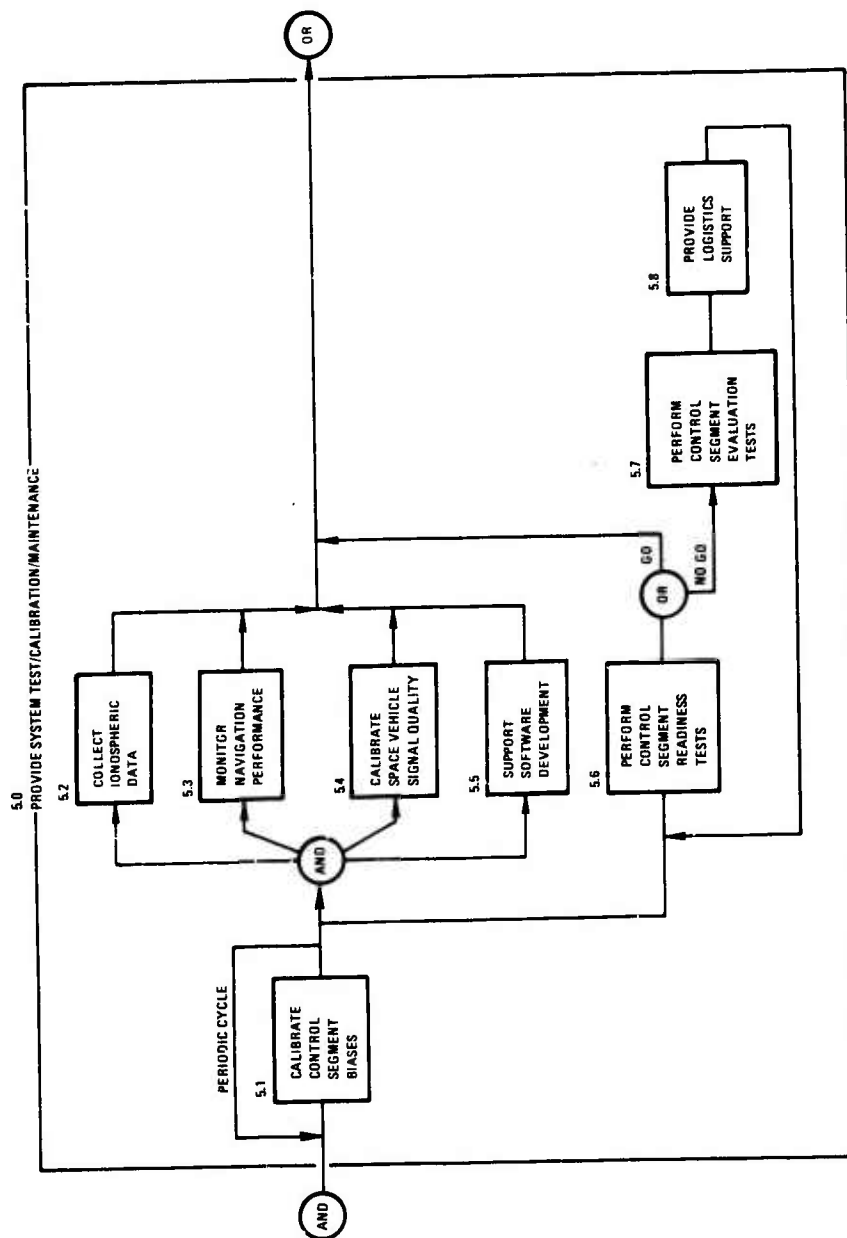 5.0
PROVIDE SYSTEM TEST/CALIBRATION/MAINTENANCE
AND
PERIODIC CYCLE
5.1
CALIBRATE
CONTROL
SEGMENT
BIASES
AND
5.2
COLLECT
IONOSPHERIC
DATA
5.3
MONITOR
NAVIGATION
PERFORMANCE
5.4
CALIBRATE
SPACE VEHICLE
SIGNAL QUALITY
5.5
SUPPORT
SOFTWARE
DEVELOPMENT
5.6
PERFORM
CONTROL
SEGMENT
READINESS
TESTS
OR
GO
NO GO
5.7
PERFORM
CONTROL
SEGMENT
EVALUATION
TESTS
5.8
PROVIDE
LOGISTICS
SUPPORT
OR